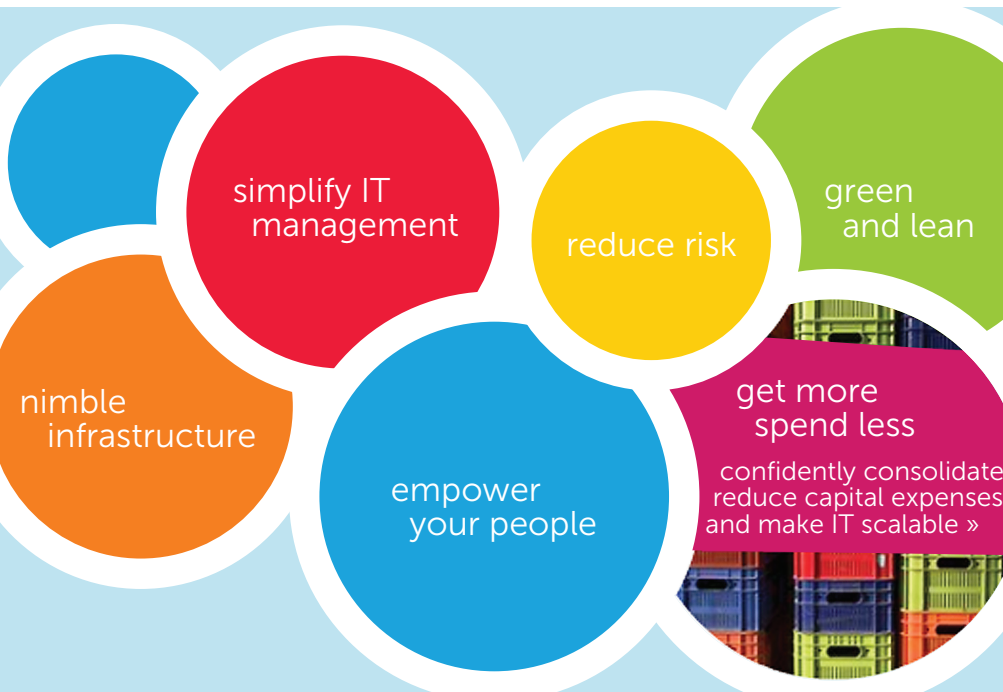 simplify IT
management
reduce risk
green
and lean
nimble
infrastructure
empower
your people
get more
spend less
confidently consolidate
reduce capital expenses
and make IT scalable »